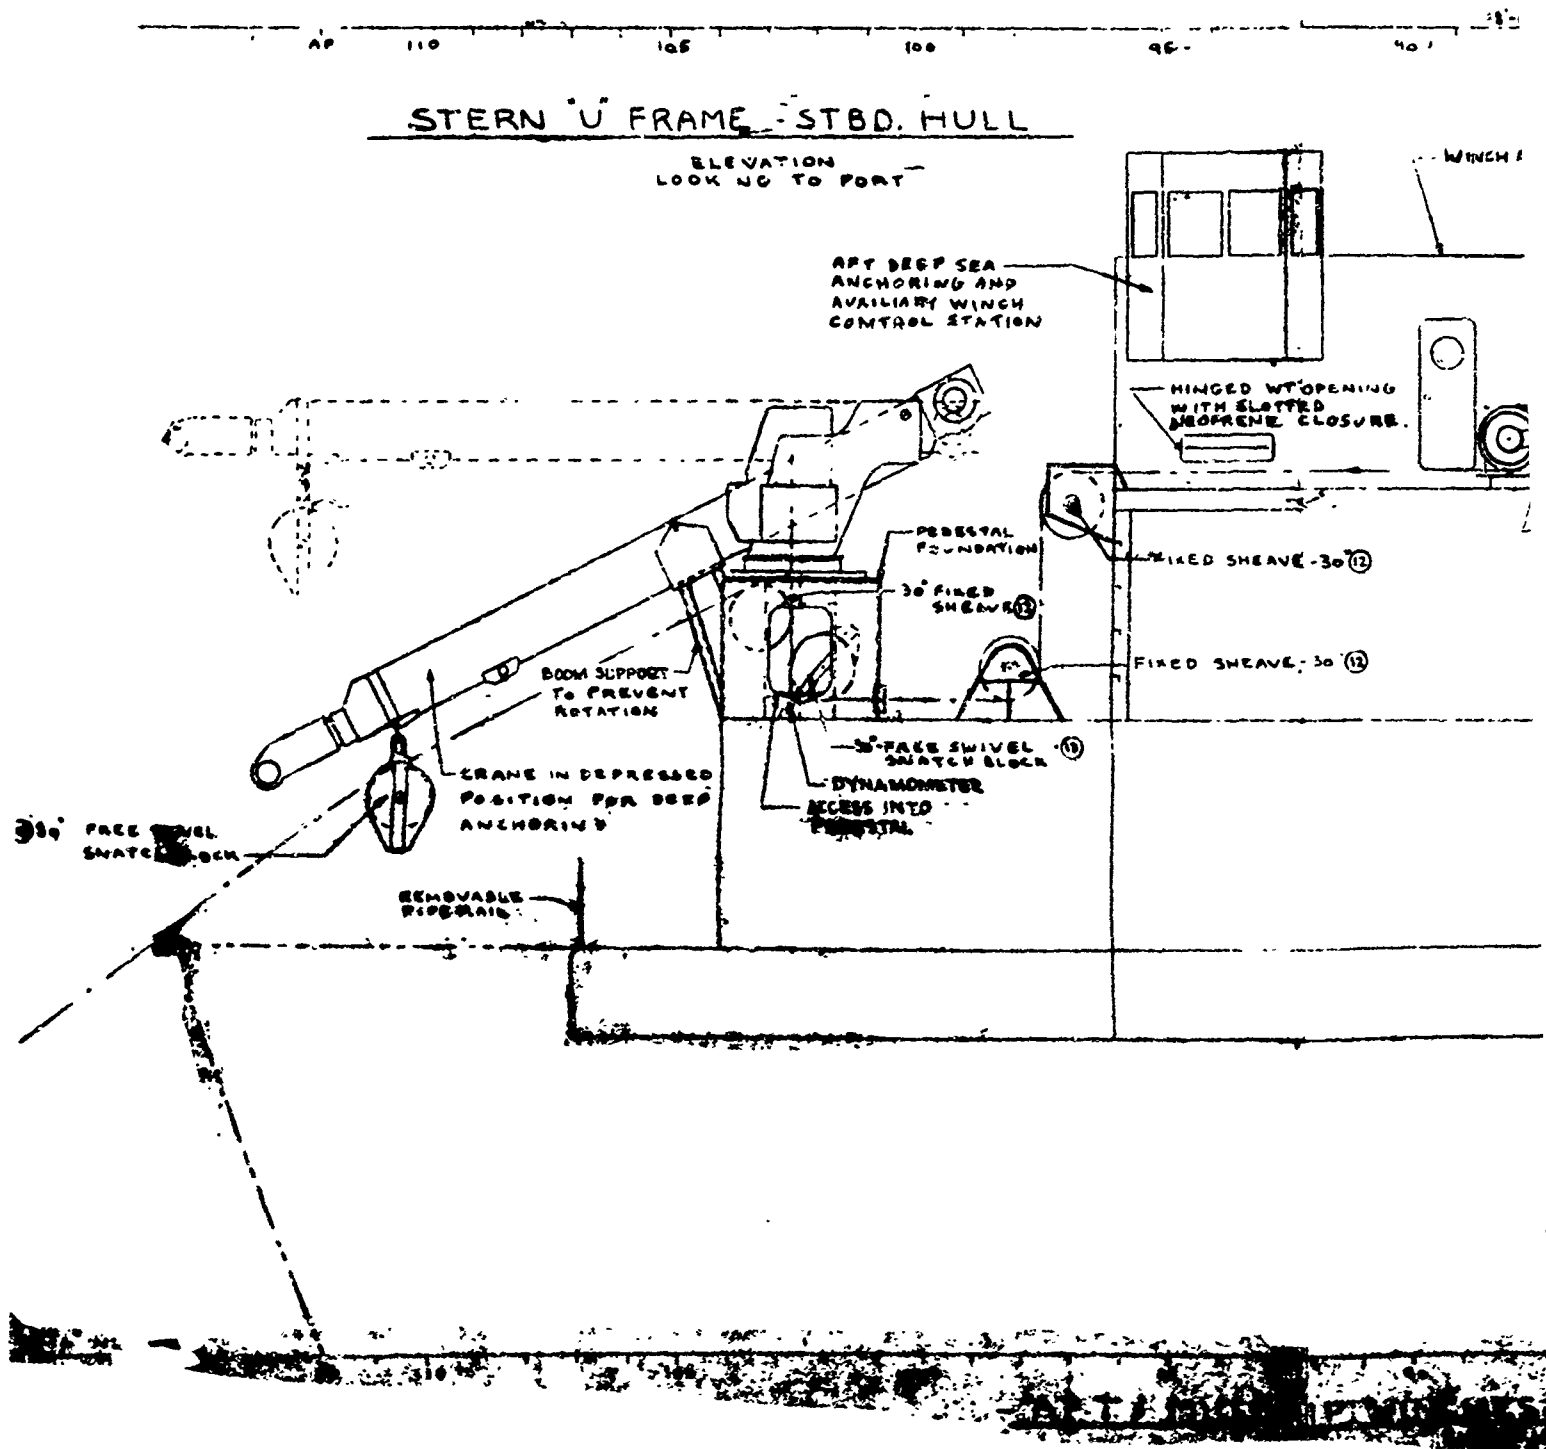 AP 110 105 100 95 90
STERN "U" FRAME - STBD. HULL
ELEVATION
LOOK NG TO PORT
WINCH
AFT DEEP SEA
ANCHORING AND
AUXILIARY WINCH
CONTROL STATION
HINGED WT OPENING
WITH SLOTTED
NEOPRENE CLOSURE.
PEDESTAL
FOUNDATION
FIXED SHEAVE - 30" 12
30" FIXED
SHEAVE 12
FIXED SHEAVE - 30" 12
BOOM SUPPORT
TO PREVENT
ROTATION
30" FREE SWIVEL
SNATCH BLOCK
DYNAMOMETER
ACCESS INTO
PEDESTAL
CRANE IN DEPRESSED
POSITION FOR DEEP
ANCHORING
FREE SWIVEL
SNATCH BLOCK
REMOVABLE
PIPERAIL
110